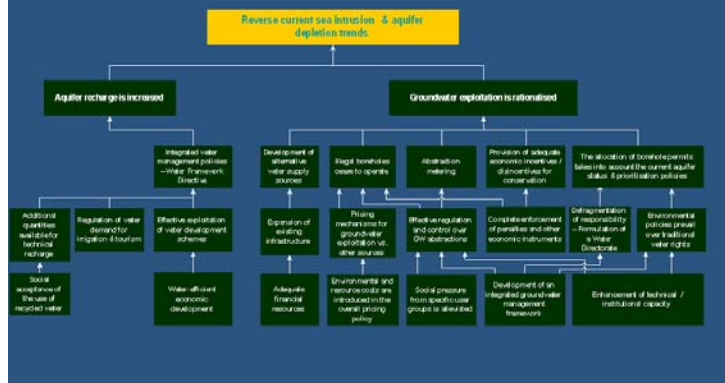 Reverse current sea intrusion & aquifer
depletion trends
Aquifer recharge is increased
Groundwater exploitation is rationalised
Integrated water
management policies
– Water Framework
Directive
Development of
alternative
water supply
sources
Illegal boreholes
cease to operate
Abstraction
metering
Provision of adequate
economic incentives /
disincentives for
conservation
The allocation of borehole permits
takes into account the current aquifer
status & prioritisation policies
Additional
quantities
available for
technical
recharge
Regulation of water
demand for
irrigation & tourism
Effective exploitation
of water development
schemes
Expansion of
existing
infrastructure
Pricing
mechanisms for
groundwater
exploitation vs.
other sources
Effective regulation
and control over
GW abstractions
Complete enforcement
of penalties and other
economic instruments
Defragmentation of
responsibility –
Formulation of
a Water
Directorate
Environmental
policies prevail
over traditional
water rights
Social
acceptance of
the use of
recycled water
Water-efficient
economic
development
Adequate
financial
resources
Environmental and
resource costs are
introduced in the
overall pricing
policy
Social pressure
from specific user
groups is alleviated
Development of an
integrated groundwater
management
framework
Enhancement of technical /
institutional capacity